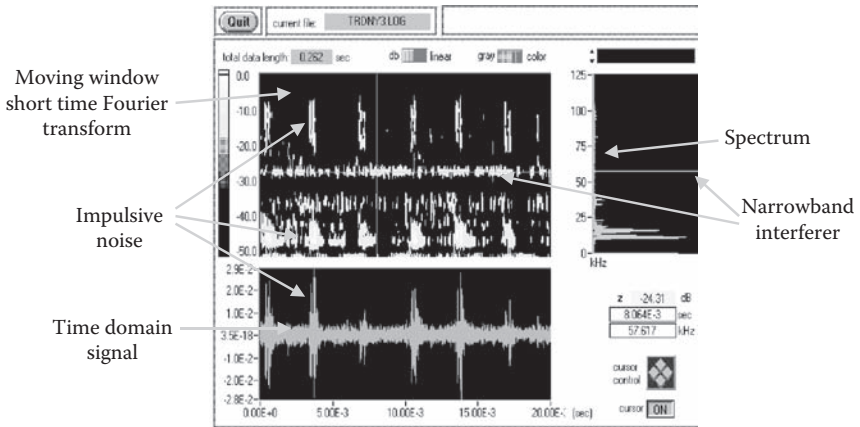 Quit
current file:
TRDNY3.LOG
total data length: 0.262 sec
db linear
gray color
Moving window
short time Fourier
transform
Impulsive
noise
Time domain
signal
0.0
-10.0
-20.0
-30.0
-40.0
-50.0
2.9E-2
2.0E-2
1.0E-2
3.5E-18
-1.0E-2
-2.0E-2
-2.8E-2
0.00E+0 5.00E-3 10.00E-3 15.00E-3 20.00E-3 (sec)
125
100
75
50
25
0
kHz
Spectrum
Narrowband
interferer
z -24.31 dB
8.064E-3 sec
57.617 kHz
cursor
control
cursor ON